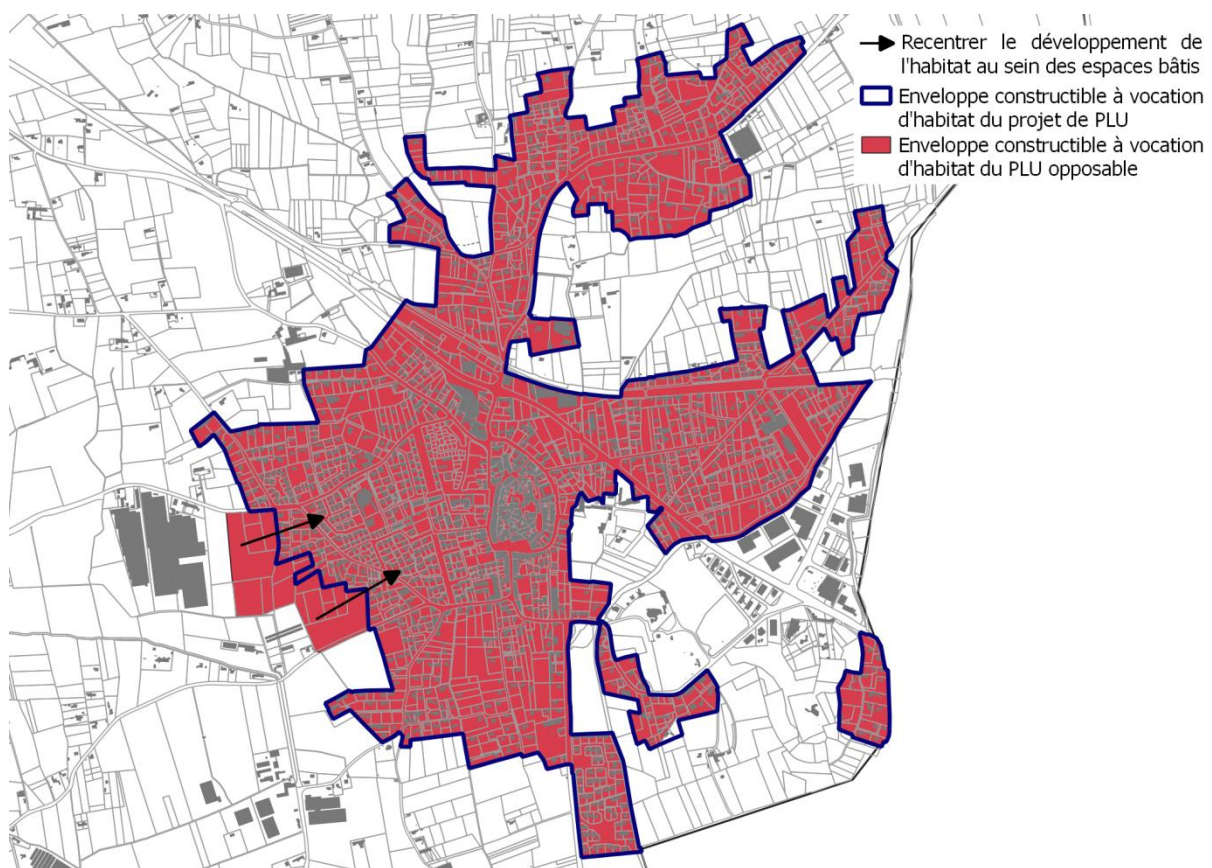 Recentrer le développement de
l'habitat au sein des espaces bâtis
Enveloppe constructible à vocation
d'habitat du projet de PLU
Enveloppe constructible à vocation
d'habitat du PLU opposable